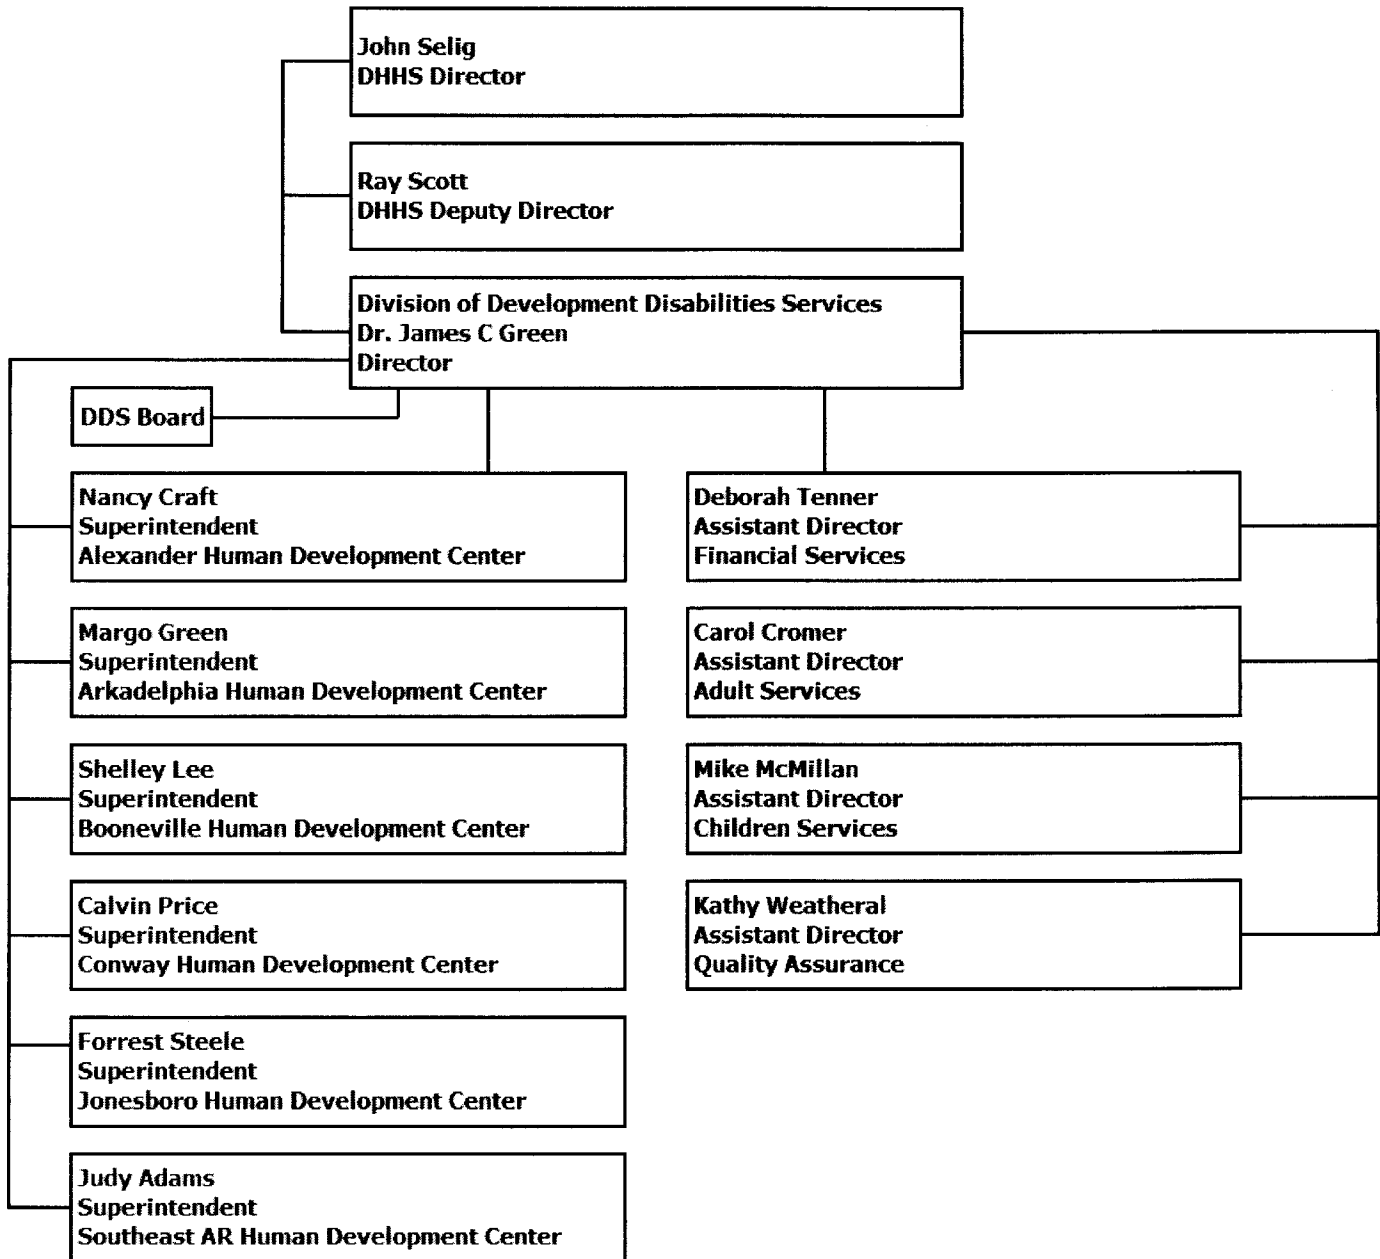 John Selig
DHHS Director
Ray Scott
DHHS Deputy Director
Division of Development Disabilities Services
Dr. James C Green
Director
DDS Board
Nancy Craft
Superintendent
Alexander Human Development Center
Margo Green
Superintendent
Arkadelphia Human Development Center
Shelley Lee
Superintendent
Booneville Human Development Center
Calvin Price
Superintendent
Conway Human Development Center
Forrest Steele
Superintendent
Jonesboro Human Development Center
Judy Adams
Superintendent
Southeast AR Human Development Center
Deborah Tenner
Assistant Director
Financial Services
Carol Cromer
Assistant Director
Adult Services
Mike McMillan
Assistant Director
Children Services
Kathy Weatheral
Assistant Director
Quality Assurance